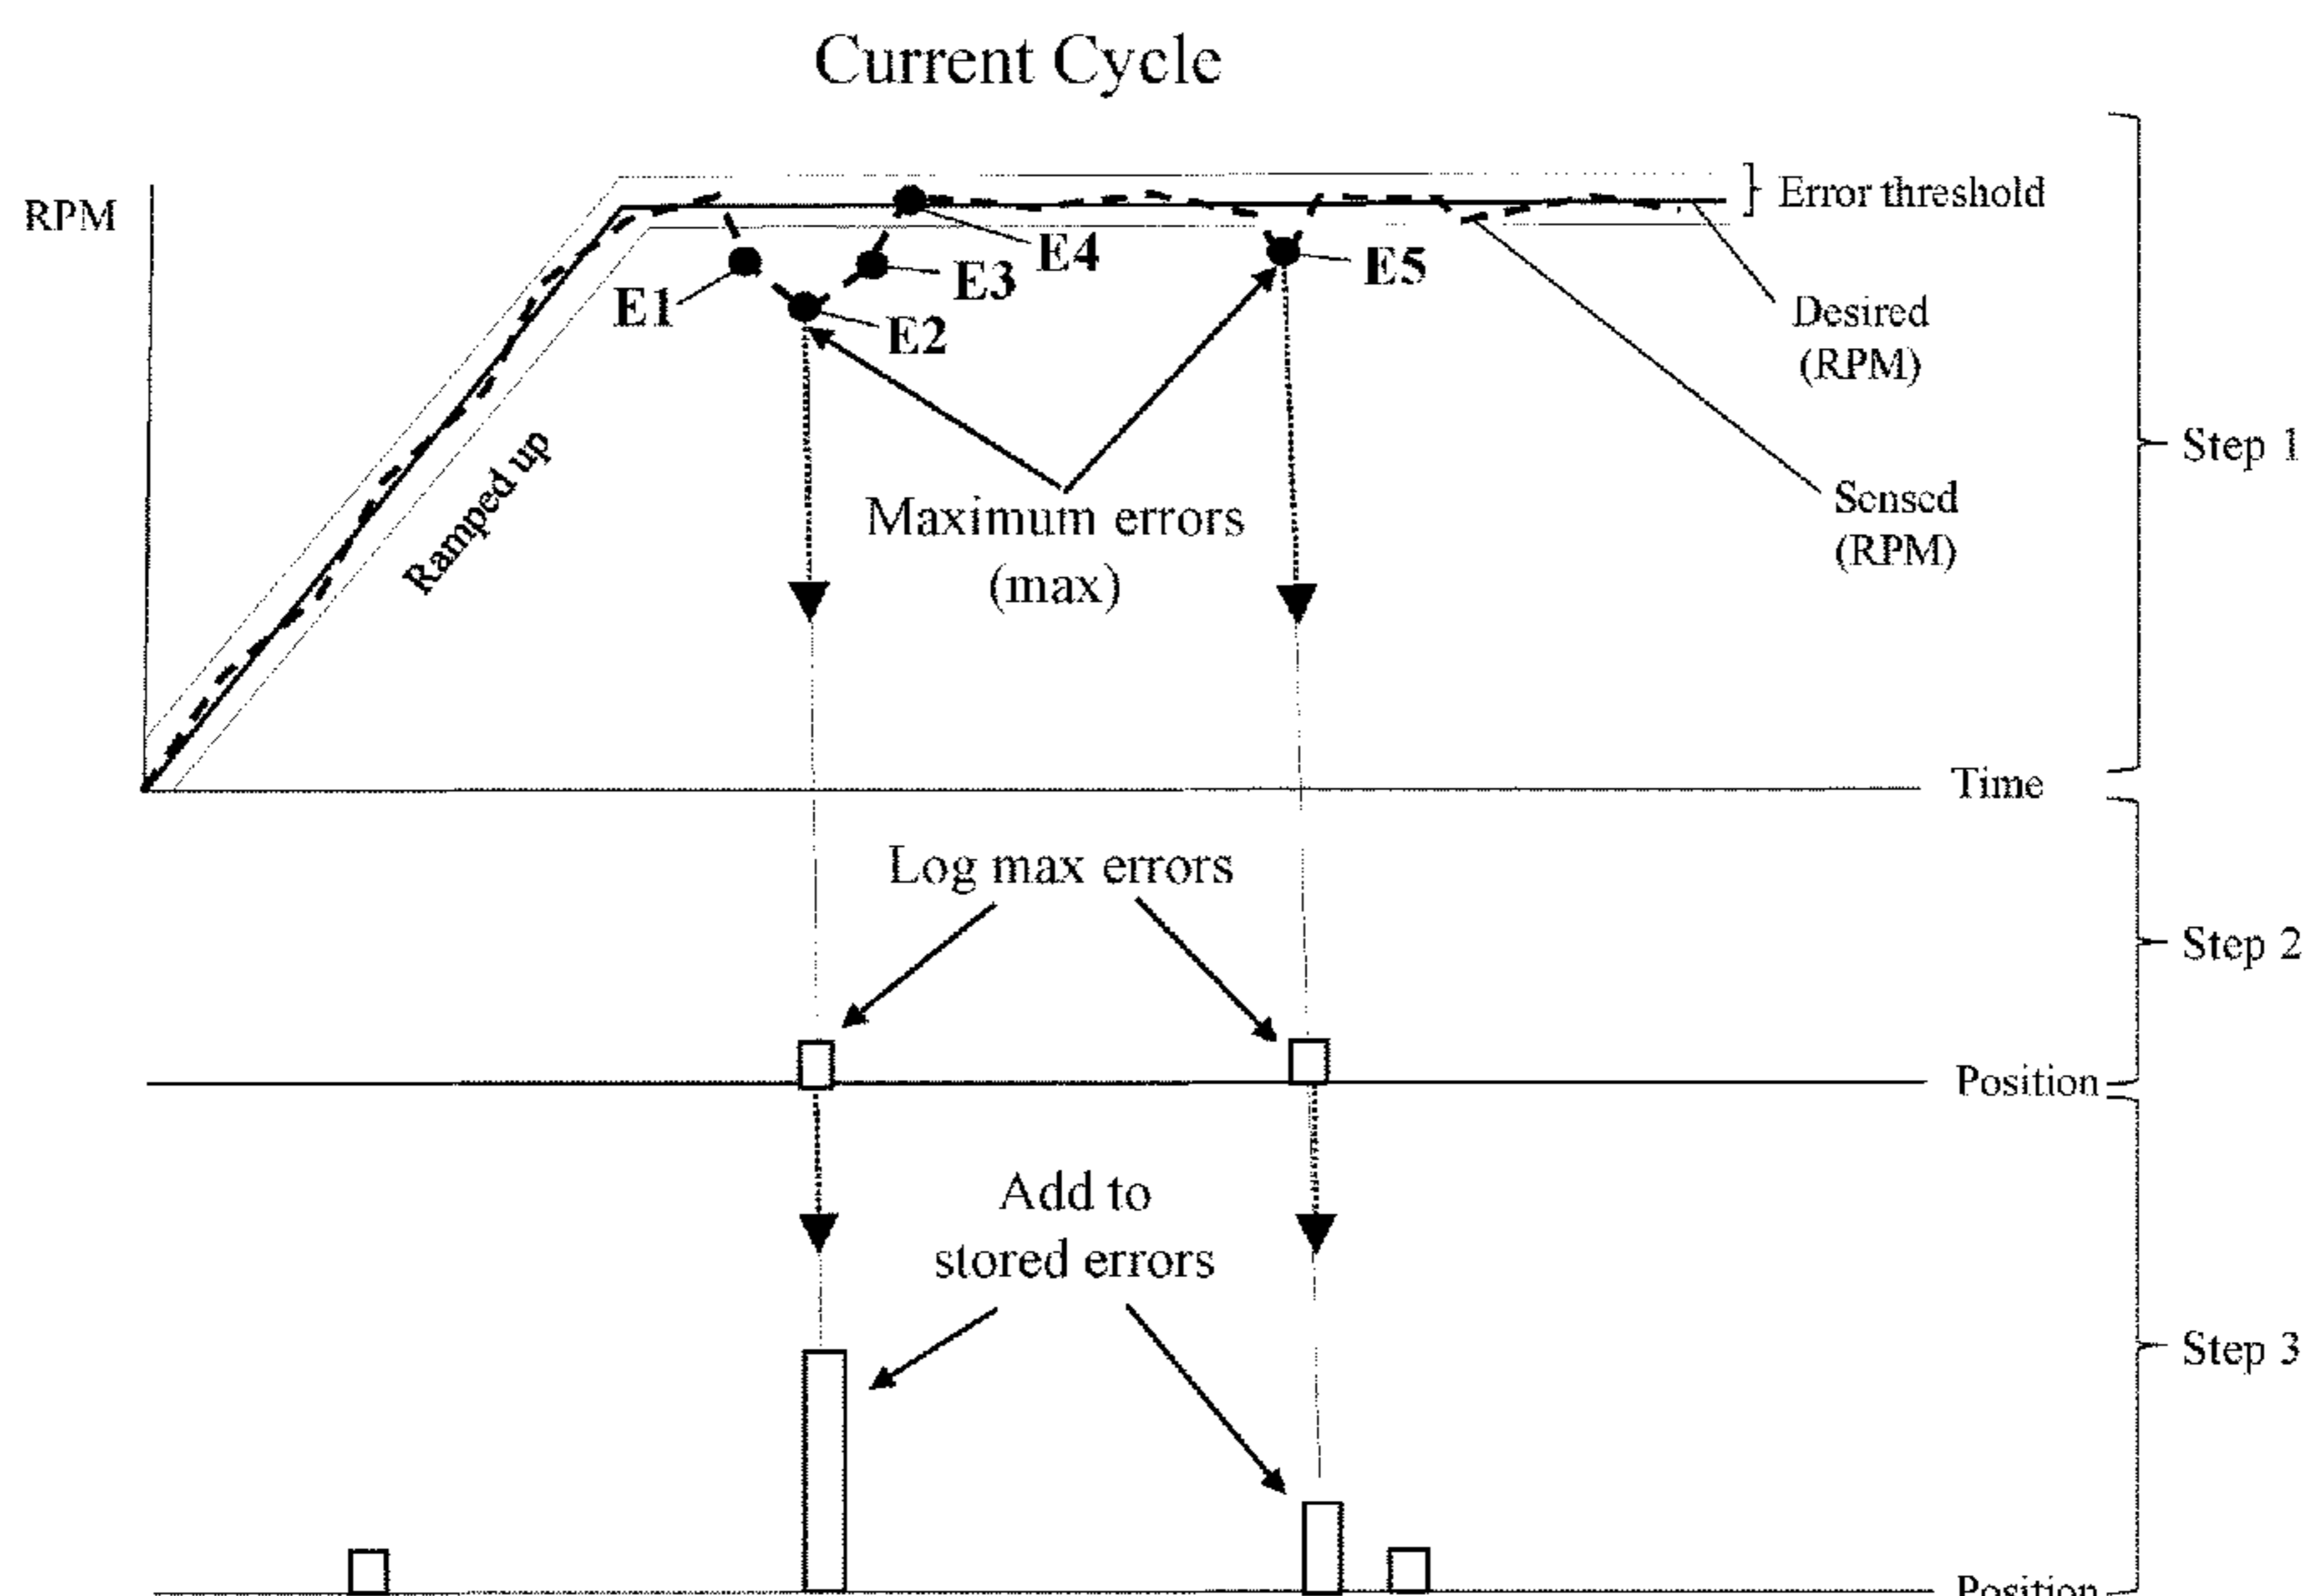 Current Cycle
RPM
Error threshold
E4
E3
E5
E1
E2
Desired
(RPM)
Ramped up
Step 1
Maximum errors
(max)
Sensed
(RPM)
Time
Log max errors
Step 2
Position
Add to
stored errors
Step 3
Position